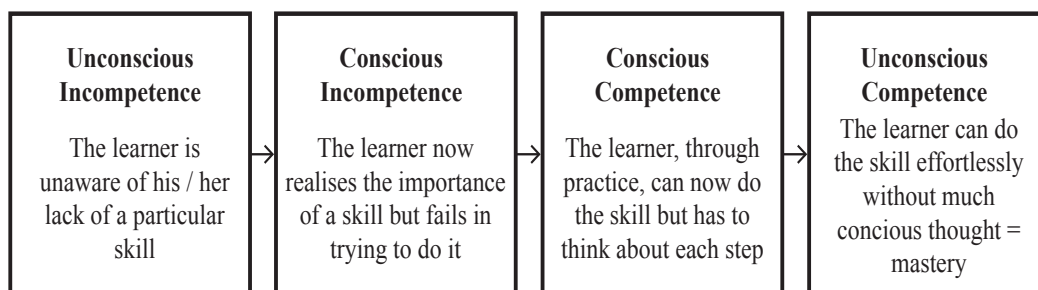 Unconscious
Incompetence
The learner is
unaware of his / her
lack of a particular
skill
Conscious
Incompetence
The learner now
realises the importance
of a skill but fails in
trying to do it
Conscious
Competence
The learner, through
practice, can now do
the skill but has to
think about each step
Unconscious
Competence
The learner can do
the skill effortlessly
without much
concious thought =
mastery